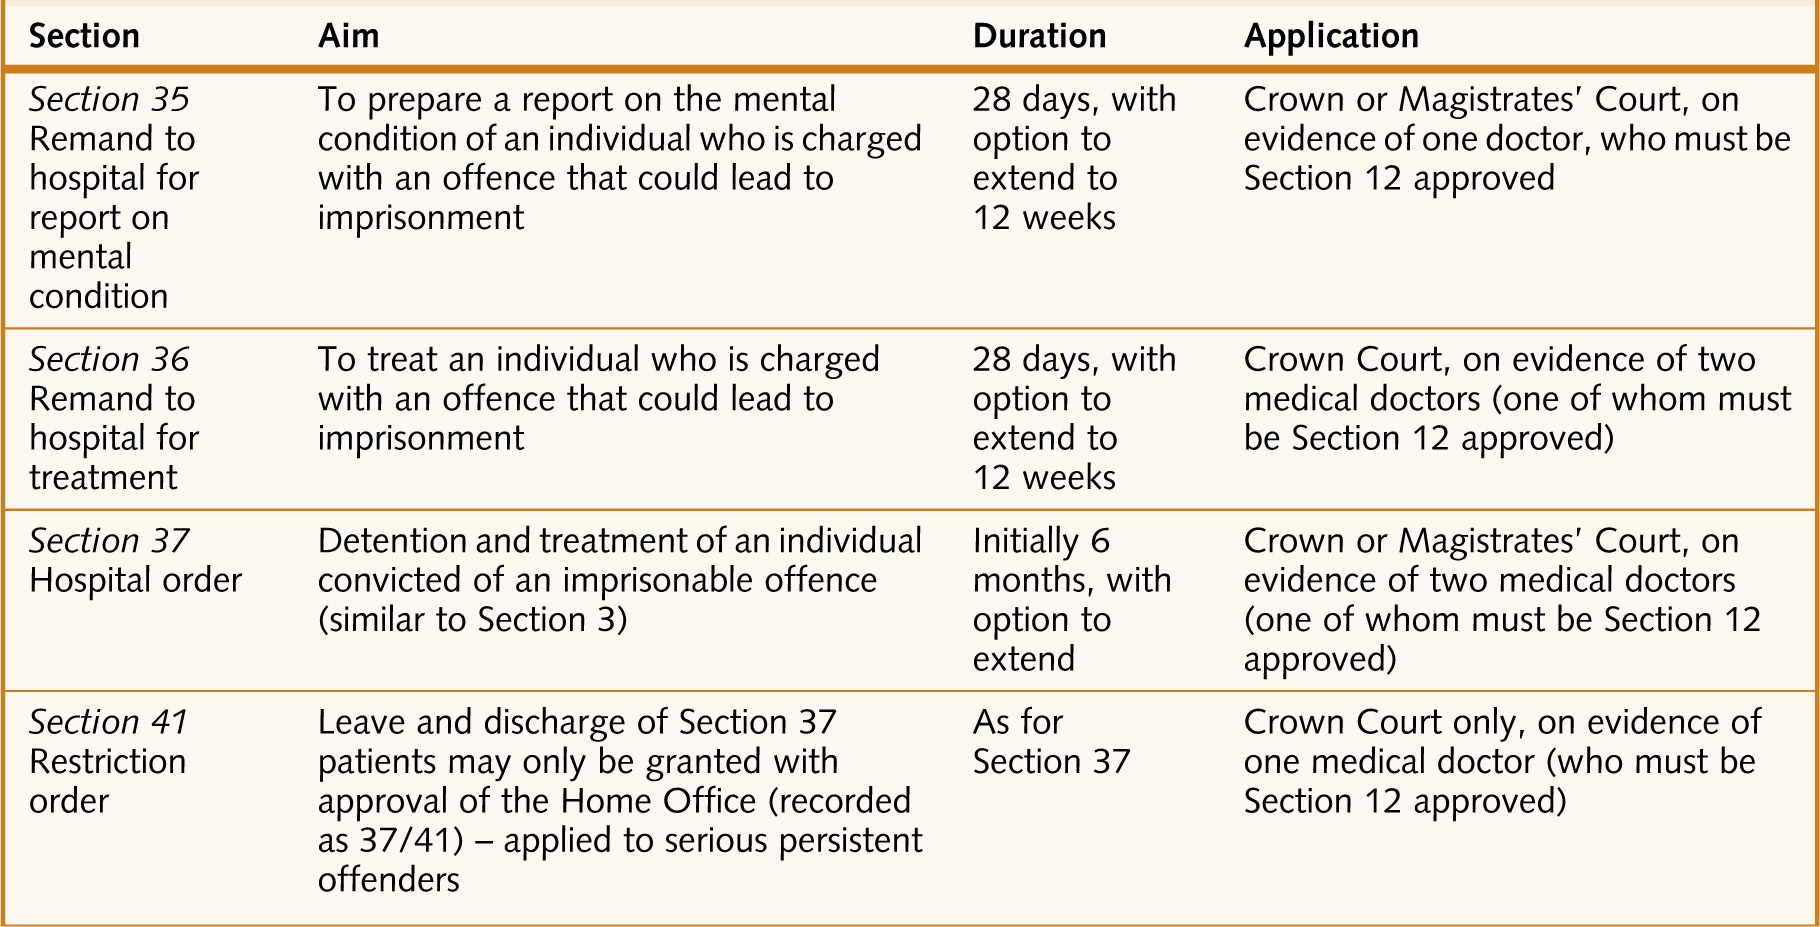 Section Aim Duration Application
Section 35
Remand to
hospital for
report on
mental
condition
To prepare a report on the mental
condition of an individual who is charged
with an offence that could lead to
imprisonment
28 days, with
option to
extend to
12 weeks
Crown or Magistrates’ Court, on
evidence of one doctor, who must be
Section 12 approved
Section 36
Remand to
hospital for
treatment
To treat an individual who is charged
with an offence that could lead to
imprisonment
28 days, with
option to
extend to
12 weeks
Crown Court, on evidence of two
medical doctors (one of whom must
be Section 12 approved)
Section 37
Hospital order
Detention and treatment of an individual
convicted of an imprisonable offence
(similar to Section 3)
Initially 6
months, with
option to
extend
Crown or Magistrates’ Court, on
evidence of two medical doctors
(one of whom must be Section 12
approved)
Section 41
Restriction
order
Leave and discharge of Section 37
patients may only be granted with
approval of the Home Office (recorded
as 37/41) – applied to serious persistent
offenders
As for
Section 37
Crown Court only, on evidence of
one medical doctor (who must be
Section 12 approved)